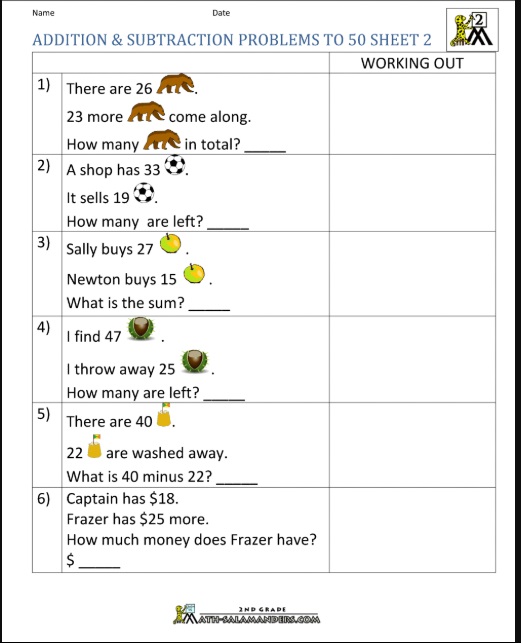 Name Date
ADDITION & SUBTRACTION PROBLEMS TO 50 SHEET 2
2
WORKING OUT
1) There are 26 .
23 more come along.
How many in total? _____
2) A shop has 33 .
It sells 19 .
How many are left? _____
3) Sally buys 27 .
Newton buys 15 .
What is the sum? _____
4) I find 47 .
I throw away 25 .
How many are left? _____
5) There are 40 .
22 are washed away.
What is 40 minus 22? _____
6) Captain has $18.
Frazer has $25 more.
How much money does Frazer have?
$ _____
2ND GRADE
MATH-SALAMANDERS.COM